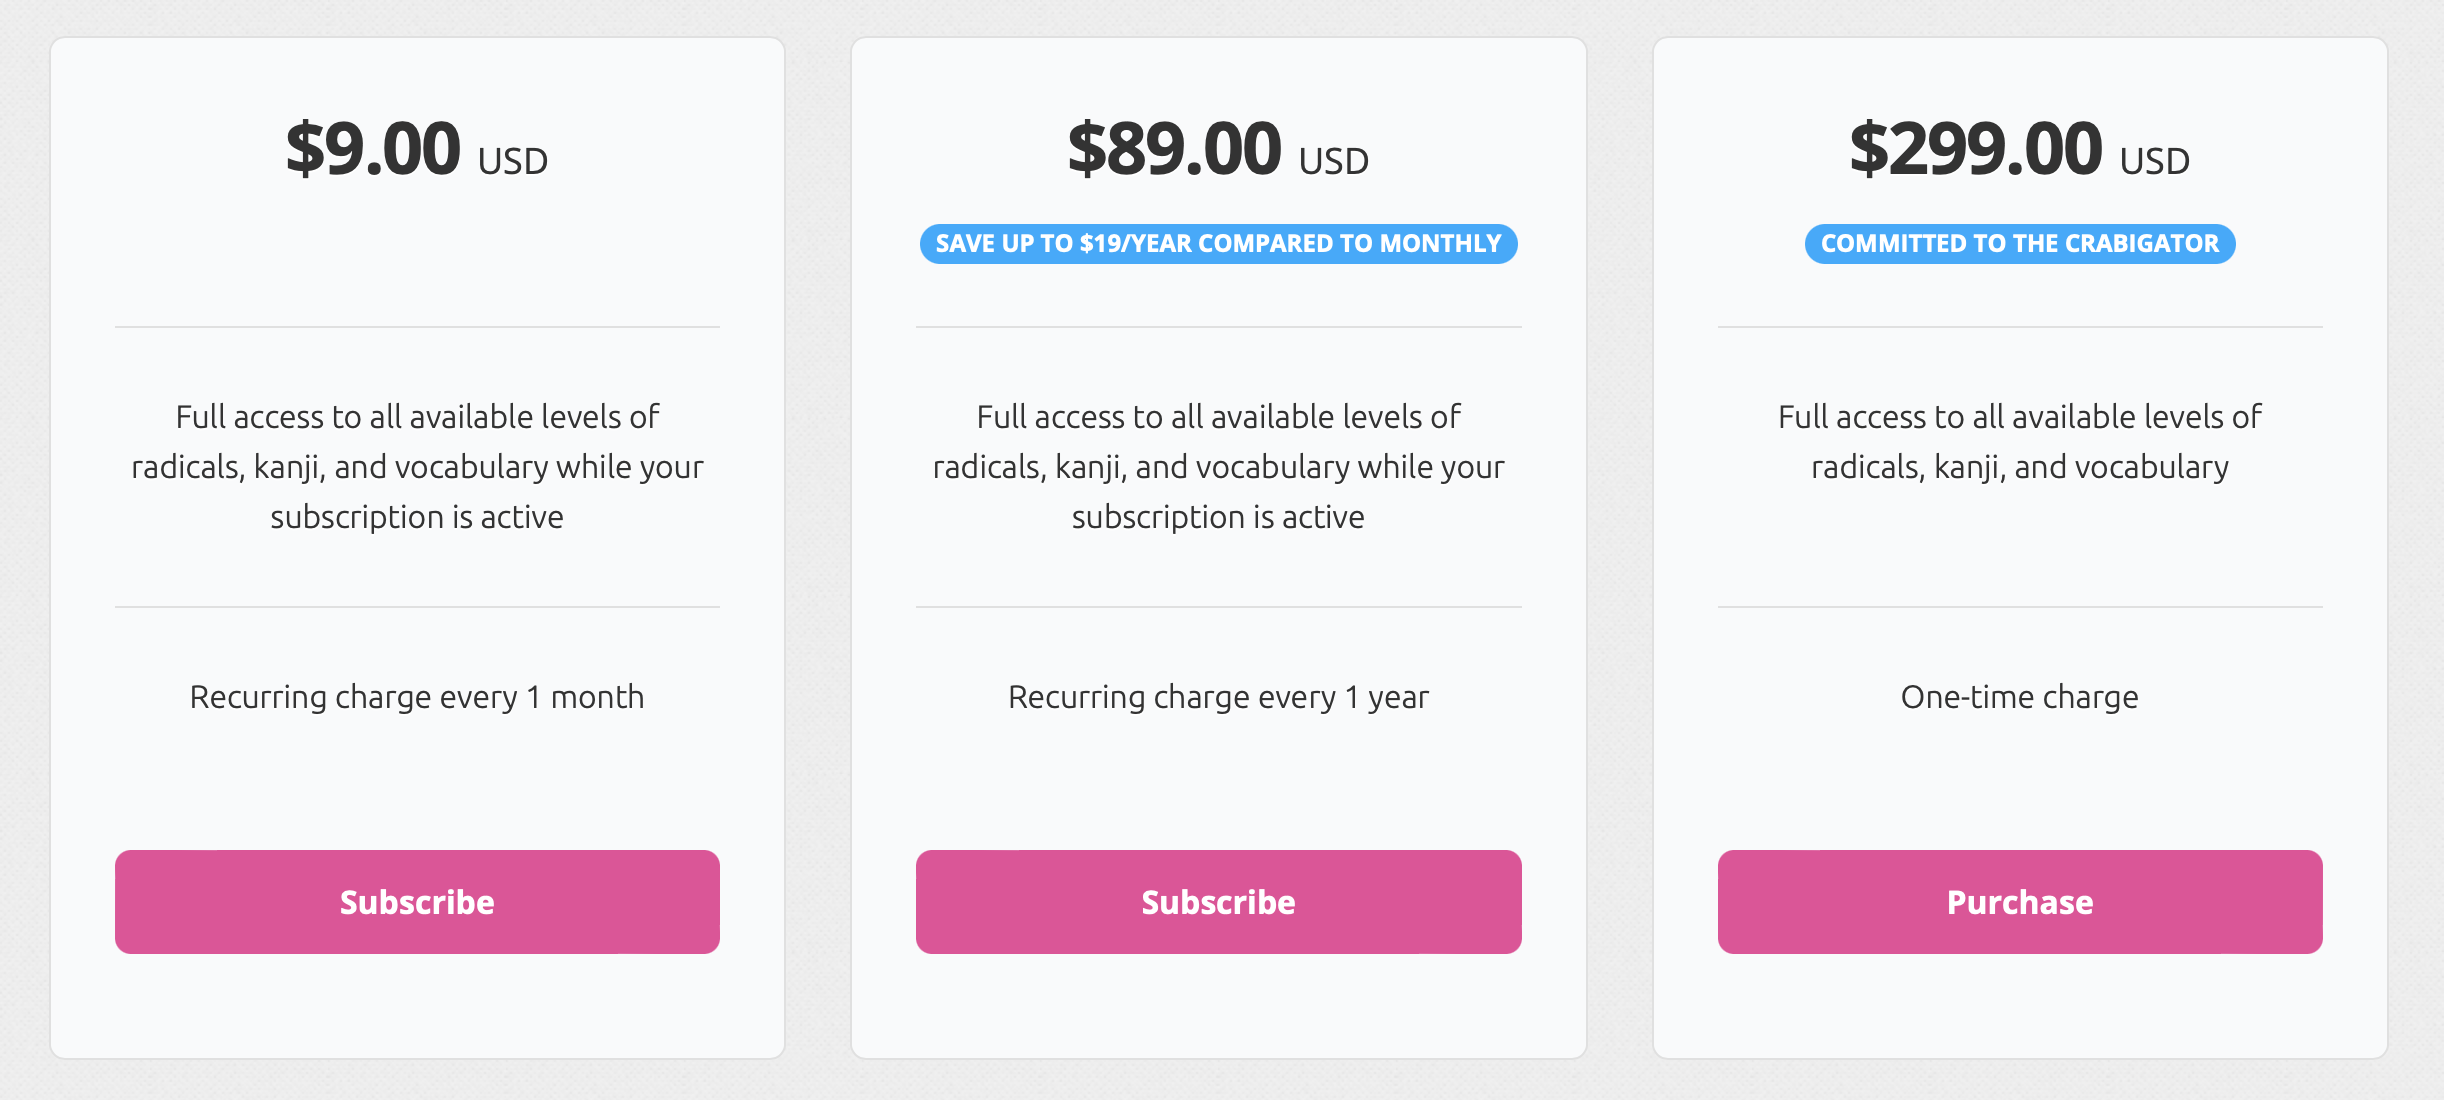 $9.00 USD
Full access to all available levels of
radicals, kanji, and vocabulary while your
subscription is active
Recurring charge every 1 month
Subscribe
$89.00 USD
SAVE UP TO $19/YEAR COMPARED TO MONTHLY
Full access to all available levels of
radicals, kanji, and vocabulary while your
subscription is active
Recurring charge every 1 year
Subscribe
$299.00 USD
COMMITTED TO THE CRABIGATOR
Full access to all available levels of
radicals, kanji, and vocabulary
One-time charge
Purchase